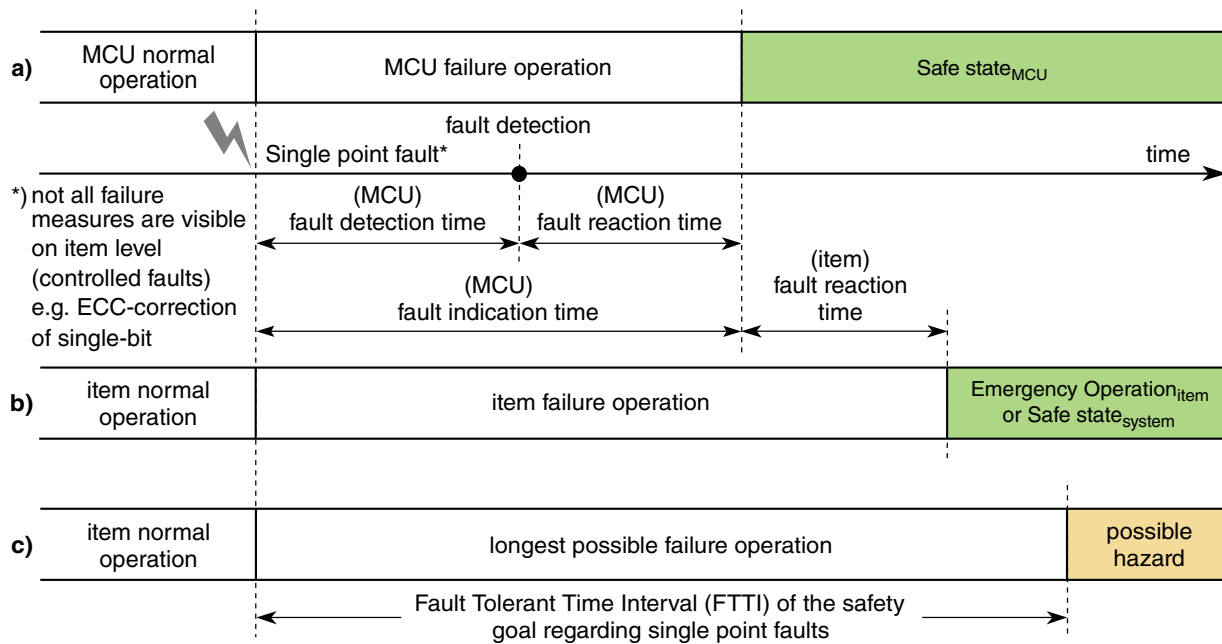 a)
MCU normal
operation
MCU failure operation
Safe stateMCU
fault detection
Single point fault*
time
*) not all failure
measures are visible
on item level
(controlled faults)
e.g. ECC-correction
of single-bit
(MCU)
fault detection time
(MCU)
fault reaction time
(MCU)
fault indication time
(item)
fault reaction
time
b)
item normal
operation
item failure operation
Emergency Operationitem
or Safe statesystem
c)
item normal
operation
longest possible failure operation
possible
hazard
Fault Tolerant Time Interval (FTTI) of the safety
goal regarding single point faults